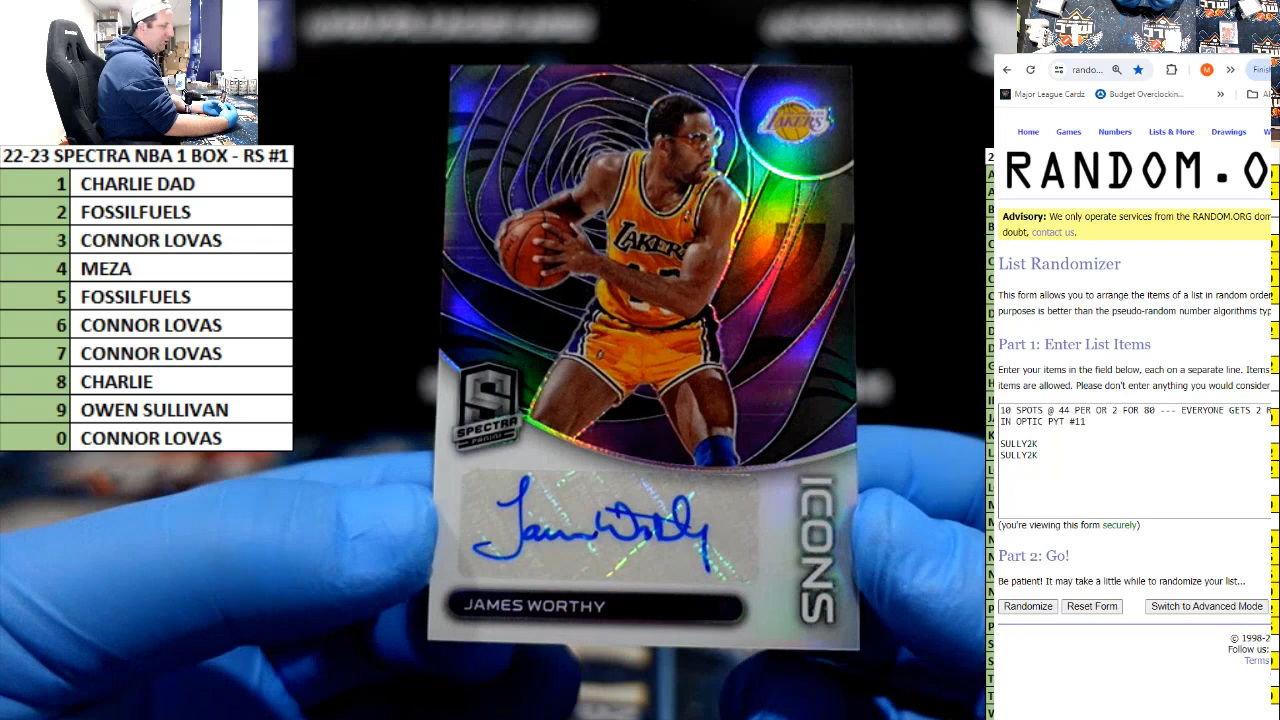 22-23 SPECTRA NBA 1 BOX - RS #1
1 CHARLIE DAD
2 FOSSILFUELS
3 CONNOR LOVAS
4 MEZA
5 FOSSILFUELS
6 CONNOR LOVAS
7 CONNOR LOVAS
8 CHARLIE
9 OWEN SULLIVAN
0 CONNOR LOVAS
LAKERS
LAKERS
S
SPECTRA
PANINI
ICONS
James Worthy
JAMES WORTHY
rando...
M
Finish
Major League Cardz
Budget Overclockin...
Home Games Numbers Lists & More Drawings W
RANDOM.O
Advisory: We only operate services from the RANDOM.ORG dom
doubt, contact us.
List Randomizer
This form allows you to arrange the items of a list in random order
purposes is better than the pseudo-random number algorithms typ
Part 1: Enter List Items
Enter your items in the field below, each on a separate line. Items
items are allowed. Please don't enter anything you would consider
10 SPOTS @ 44 PER OR 2 FOR 80 --- EVERYONE GETS 2 R
IN OPTIC PYT #11
SULLY2K
SULLY2K
(you're viewing this form securely)
Part 2: Go!
Be patient! It may take a little while to randomize your list...
Randomize Reset Form Switch to Advanced Mode
© 1998-2
Follow us:
Terms